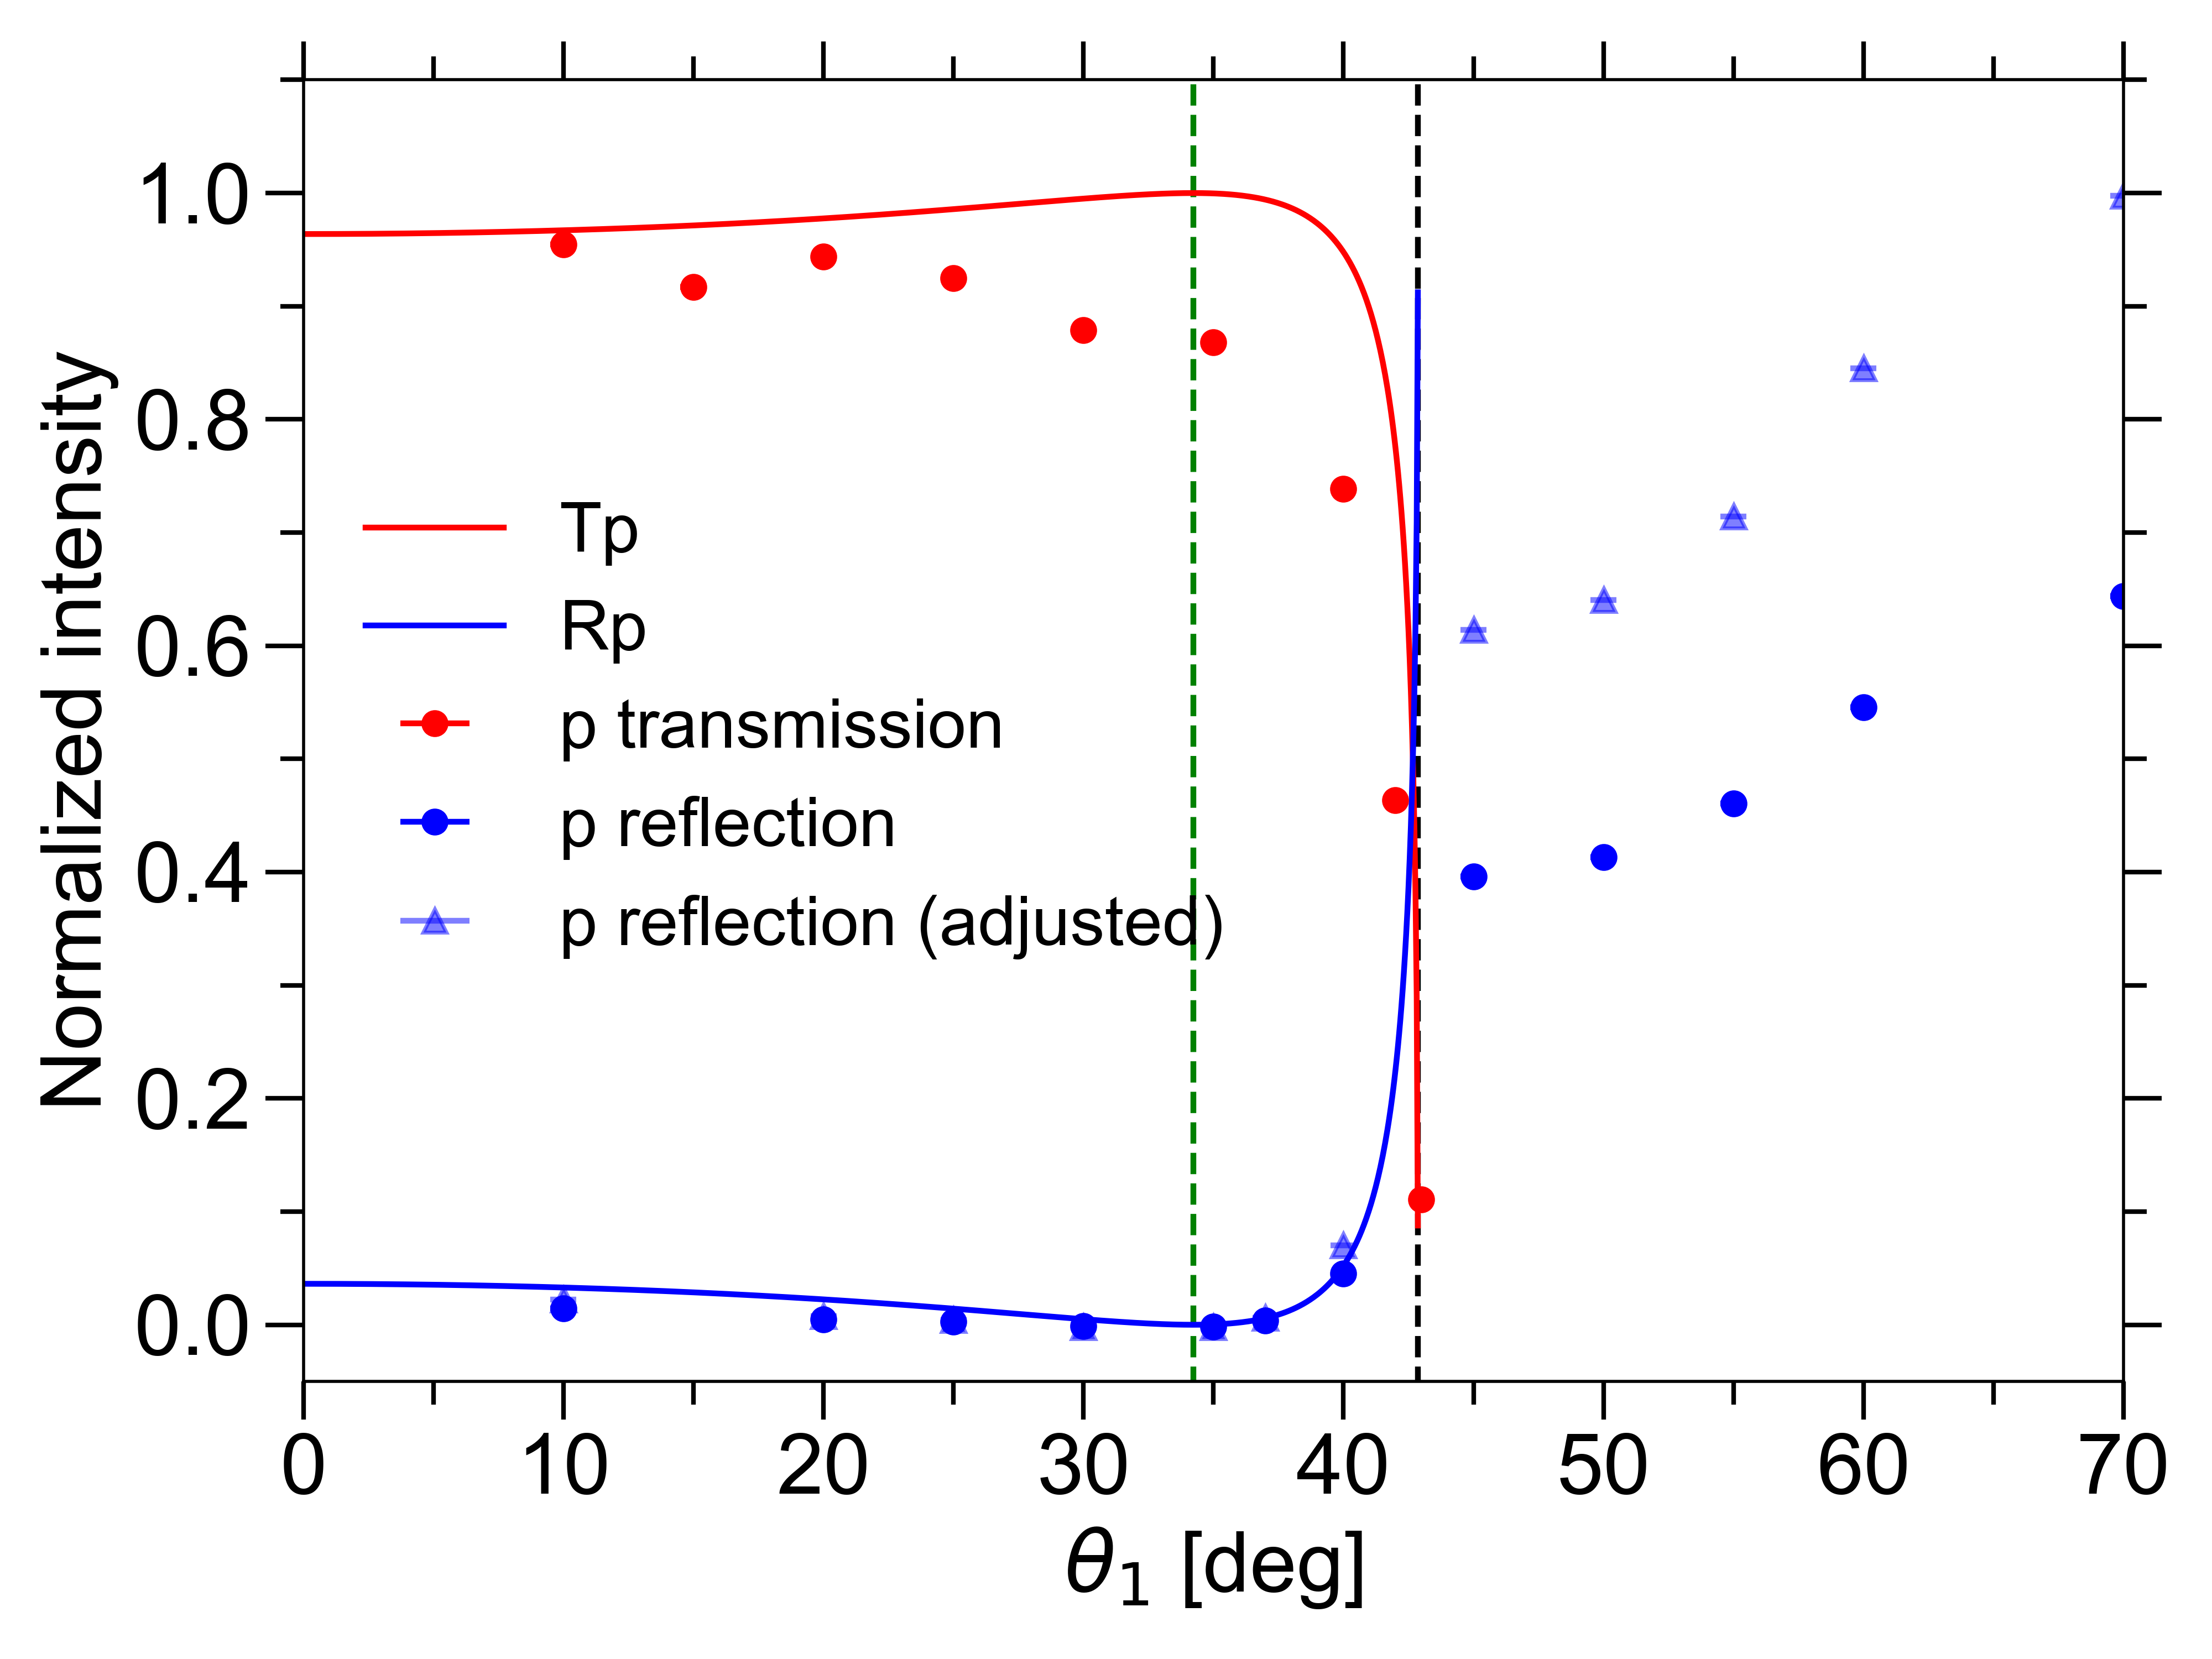 Normalized intensity
1.0
0.8
0.6
0.4
0.2
0.0
Tp
Rp
p transmission
p reflection
p reflection (adjusted)
0 10 20 30 40 50 60 70
θ₁ [deg]